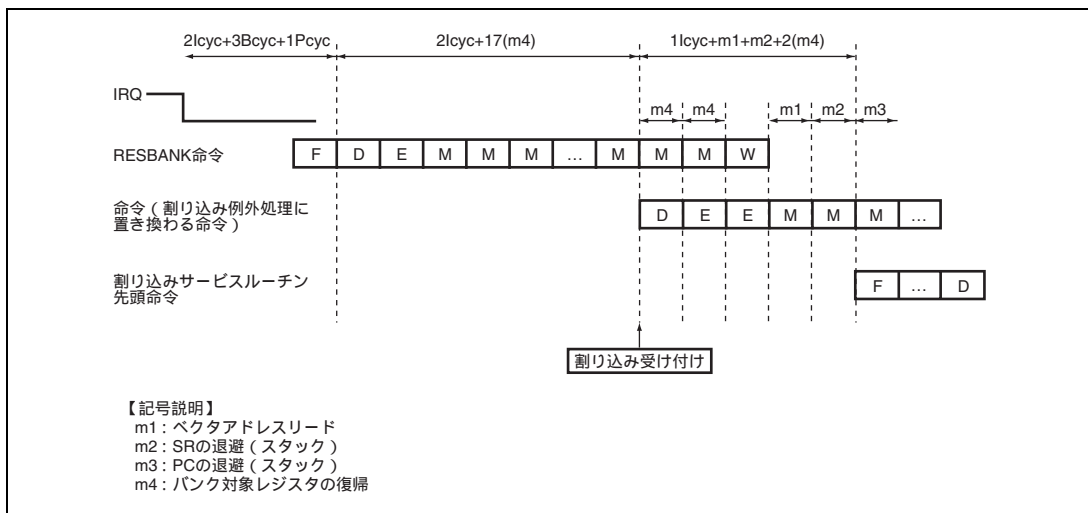 2Icyc+3Bcyc+1Pcyc 2Icyc+17(m4) 1Icyc+m1+m2+2(m4)
IRQ m4 m4 m1 m2 m3
RESBANK命令 F D E M M M … M M M W
命令（割り込み例外処理に
置き換わる命令） D E E M M M …
割り込みサービスルーチン
先頭命令 F … D
割り込み受け付け
【記号説明】
m1：ベクタアドレスリード
m2：SRの退避（スタック）
m3：PCの退避（スタック）
m4：バンク対象レジスタの復帰